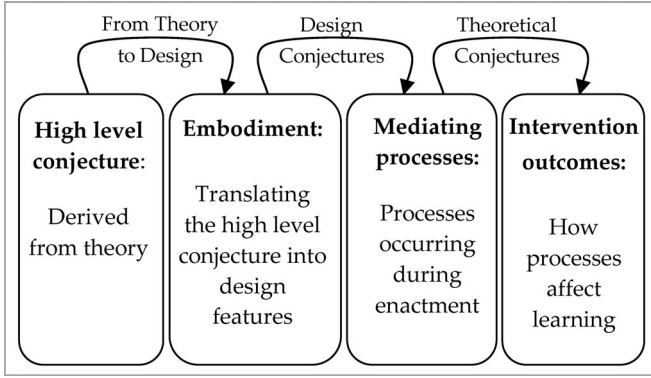 From Theory
to Design
Design
Conjectures
Theoretical
Conjectures
High level
conjecture:
Derived
from theory
Embodiment:
Translating
the high level
conjecture into
design
features
Mediating
processes:
Processes
occurring
during
enactment
Intervention
outcomes:
How
processes
affect
learning